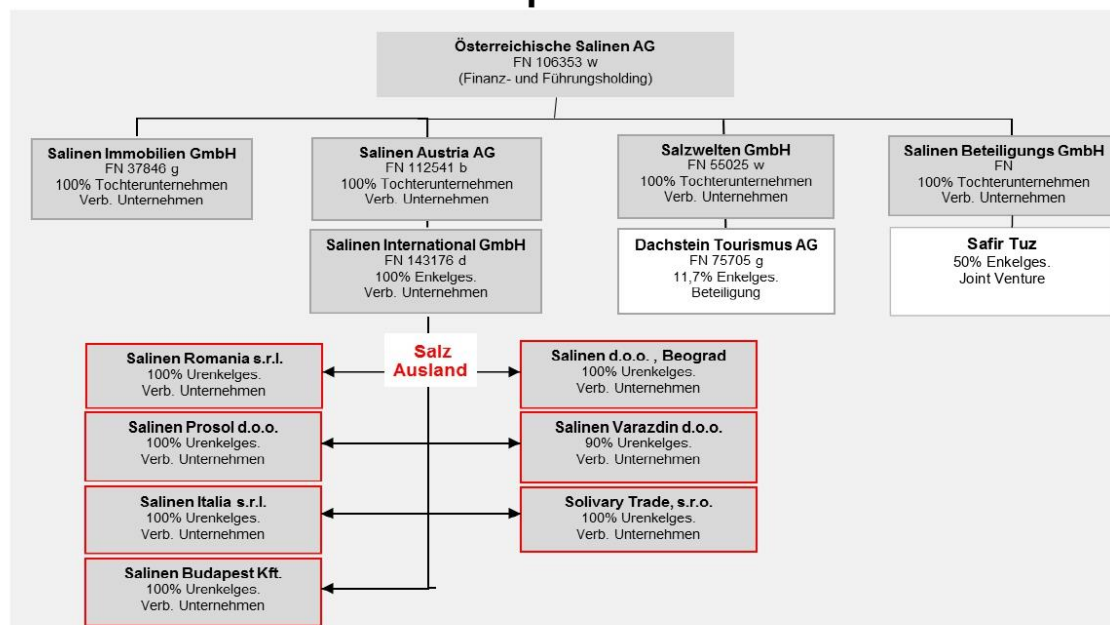 Österreichische Salinen AG
FN 106353 w
(Finanz- und Führungsholding)
Salinen Immobilien GmbH
FN 37846 g
100% Tochterunternehmen
Verb. Unternehmen
Salinen Austria AG
FN 112541 b
100% Tochterunternehmen
Verb. Unternehmen
Salzwelten GmbH
FN 55025 w
100% Tochterunternehmen
Verb. Unternehmen
Salinen Beteiligungs GmbH
FN
100% Tochterunternehmen
Verb. Unternehmen
Salinen International GmbH
FN 143176 d
100% Enkelges.
Verb. Unternehmen
Dachstein Tourismus AG
FN 75705 g
11,7% Enkelges.
Beteiligung
Safir Tuz
50% Enkelges.
Joint Venture
Salz
Ausland
Salinen Romania s.r.l.
100% Urenkelges.
Verb. Unternehmen
Salinen d.o.o. , Beograd
100% Urenkelges.
Verb. Unternehmen
Salinen Prosol d.o.o.
100% Urenkelges.
Verb. Unternehmen
Salinen Varazdin d.o.o.
90% Urenkelges.
Verb. Unternehmen
Salinen Italia s.r.l.
100% Urenkelges.
Verb. Unternehmen
Solivary Trade, s.r.o.
100% Urenkelges.
Verb. Unternehmen
Salinen Budapest Kft.
100% Urenkelges.
Verb. Unternehmen